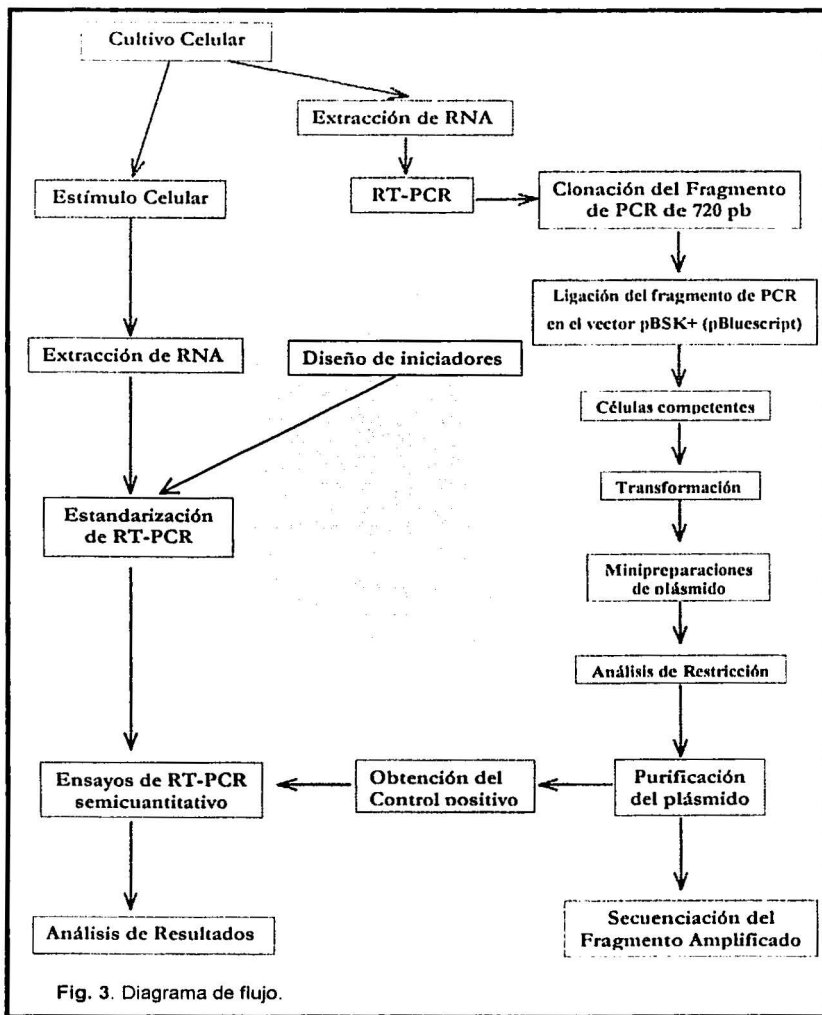 Cultivo Celular
Extracción de RNA
Estímulo Celular
RT-PCR
Clonación del Fragmento
de PCR de 720 pb
Ligación del fragmento de PCR
en el vector pBSK+ (pBluescript)
Extracción de RNA
Diseño de iniciadores
Células competentes
Estandarización
de RT-PCR
Transformación
Minipreparaciones
de plásmido
Análisis de Restricción
Ensayos de RT-PCR
semicuantitativo
Obtención del
Control positivo
Purificación
del plásmido
Análisis de Resultados
Secuenciación del
Fragmento Amplificado
Fig. 3. Diagrama de flujo.